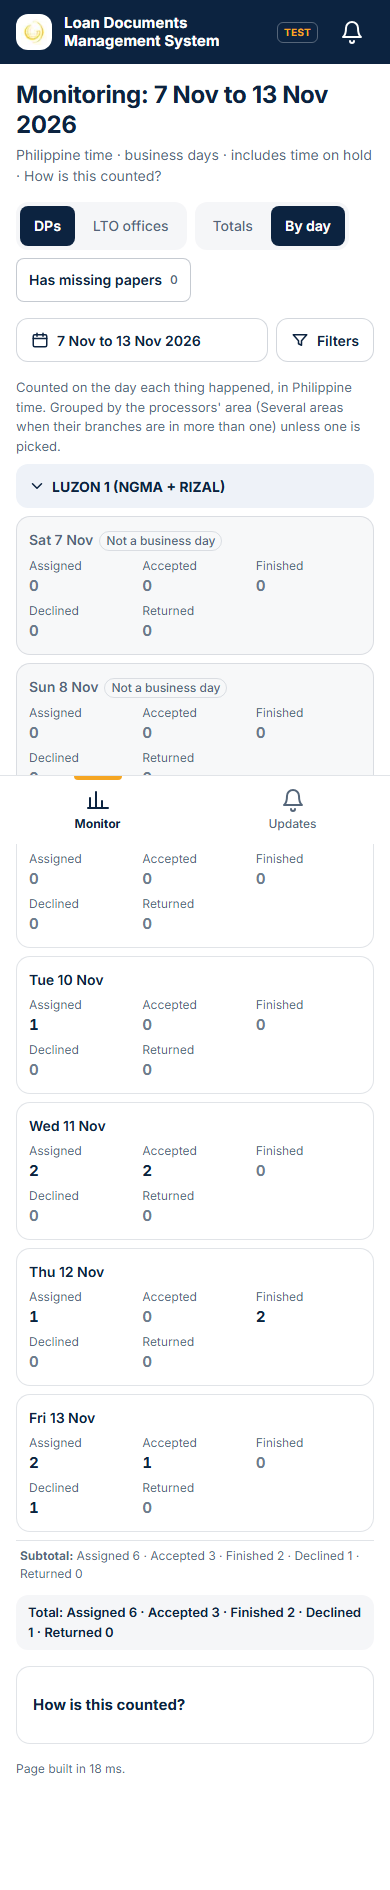 Loan Documents
Management System
TEST
Monitoring: 7 Nov to 13 Nov
2026
Philippine time · business days · includes time on hold
· How is this counted?
DPs
LTO offices
Totals
By day
Has missing papers 0
7 Nov to 13 Nov 2026
Filters
Counted on the day each thing happened, in Philippine
time. Grouped by the processors' area (Several areas
when their branches are in more than one) unless one is
picked.
LUZON 1 (NGMA + RIZAL)
Sat 7 Nov Not a business day
Assigned Accepted Finished
0 0 0
Declined Returned
0 0
Sun 8 Nov Not a business day
Assigned Accepted Finished
0 0 0
Declined Returned
Monitor
Updates
Assigned Accepted Finished
0 0 0
Declined Returned
0 0
Tue 10 Nov
Assigned Accepted Finished
1 0 0
Declined Returned
0 0
Wed 11 Nov
Assigned Accepted Finished
2 2 0
Declined Returned
0 0
Thu 12 Nov
Assigned Accepted Finished
1 0 2
Declined Returned
0 0
Fri 13 Nov
Assigned Accepted Finished
2 1 0
Declined Returned
1 0
Subtotal: Assigned 6 · Accepted 3 · Finished 2 · Declined 1 ·
Returned 0
Total: Assigned 6 · Accepted 3 · Finished 2 · Declined
1 · Returned 0
How is this counted?
Page built in 18 ms.